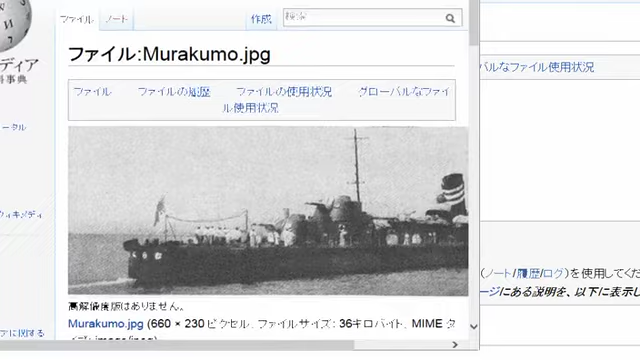 ファイル ノート 作成 検索
ファイル:Murakumo.jpg
ディア
百科事典
ファイル ファイルの履歴 ファイルの使用状況 グローバルなファイ
ル使用状況
バルなファイル使用状況
ータル
ウィキメディ
(ノート/履歴/ログ)を使用してくだ
ージにある説明を、以下に表示し
高解像度版はありません。
Murakumo.jpg (660 × 230 ピクセル、ファイルサイズ: 36キロバイト、MIME タ
アに関する